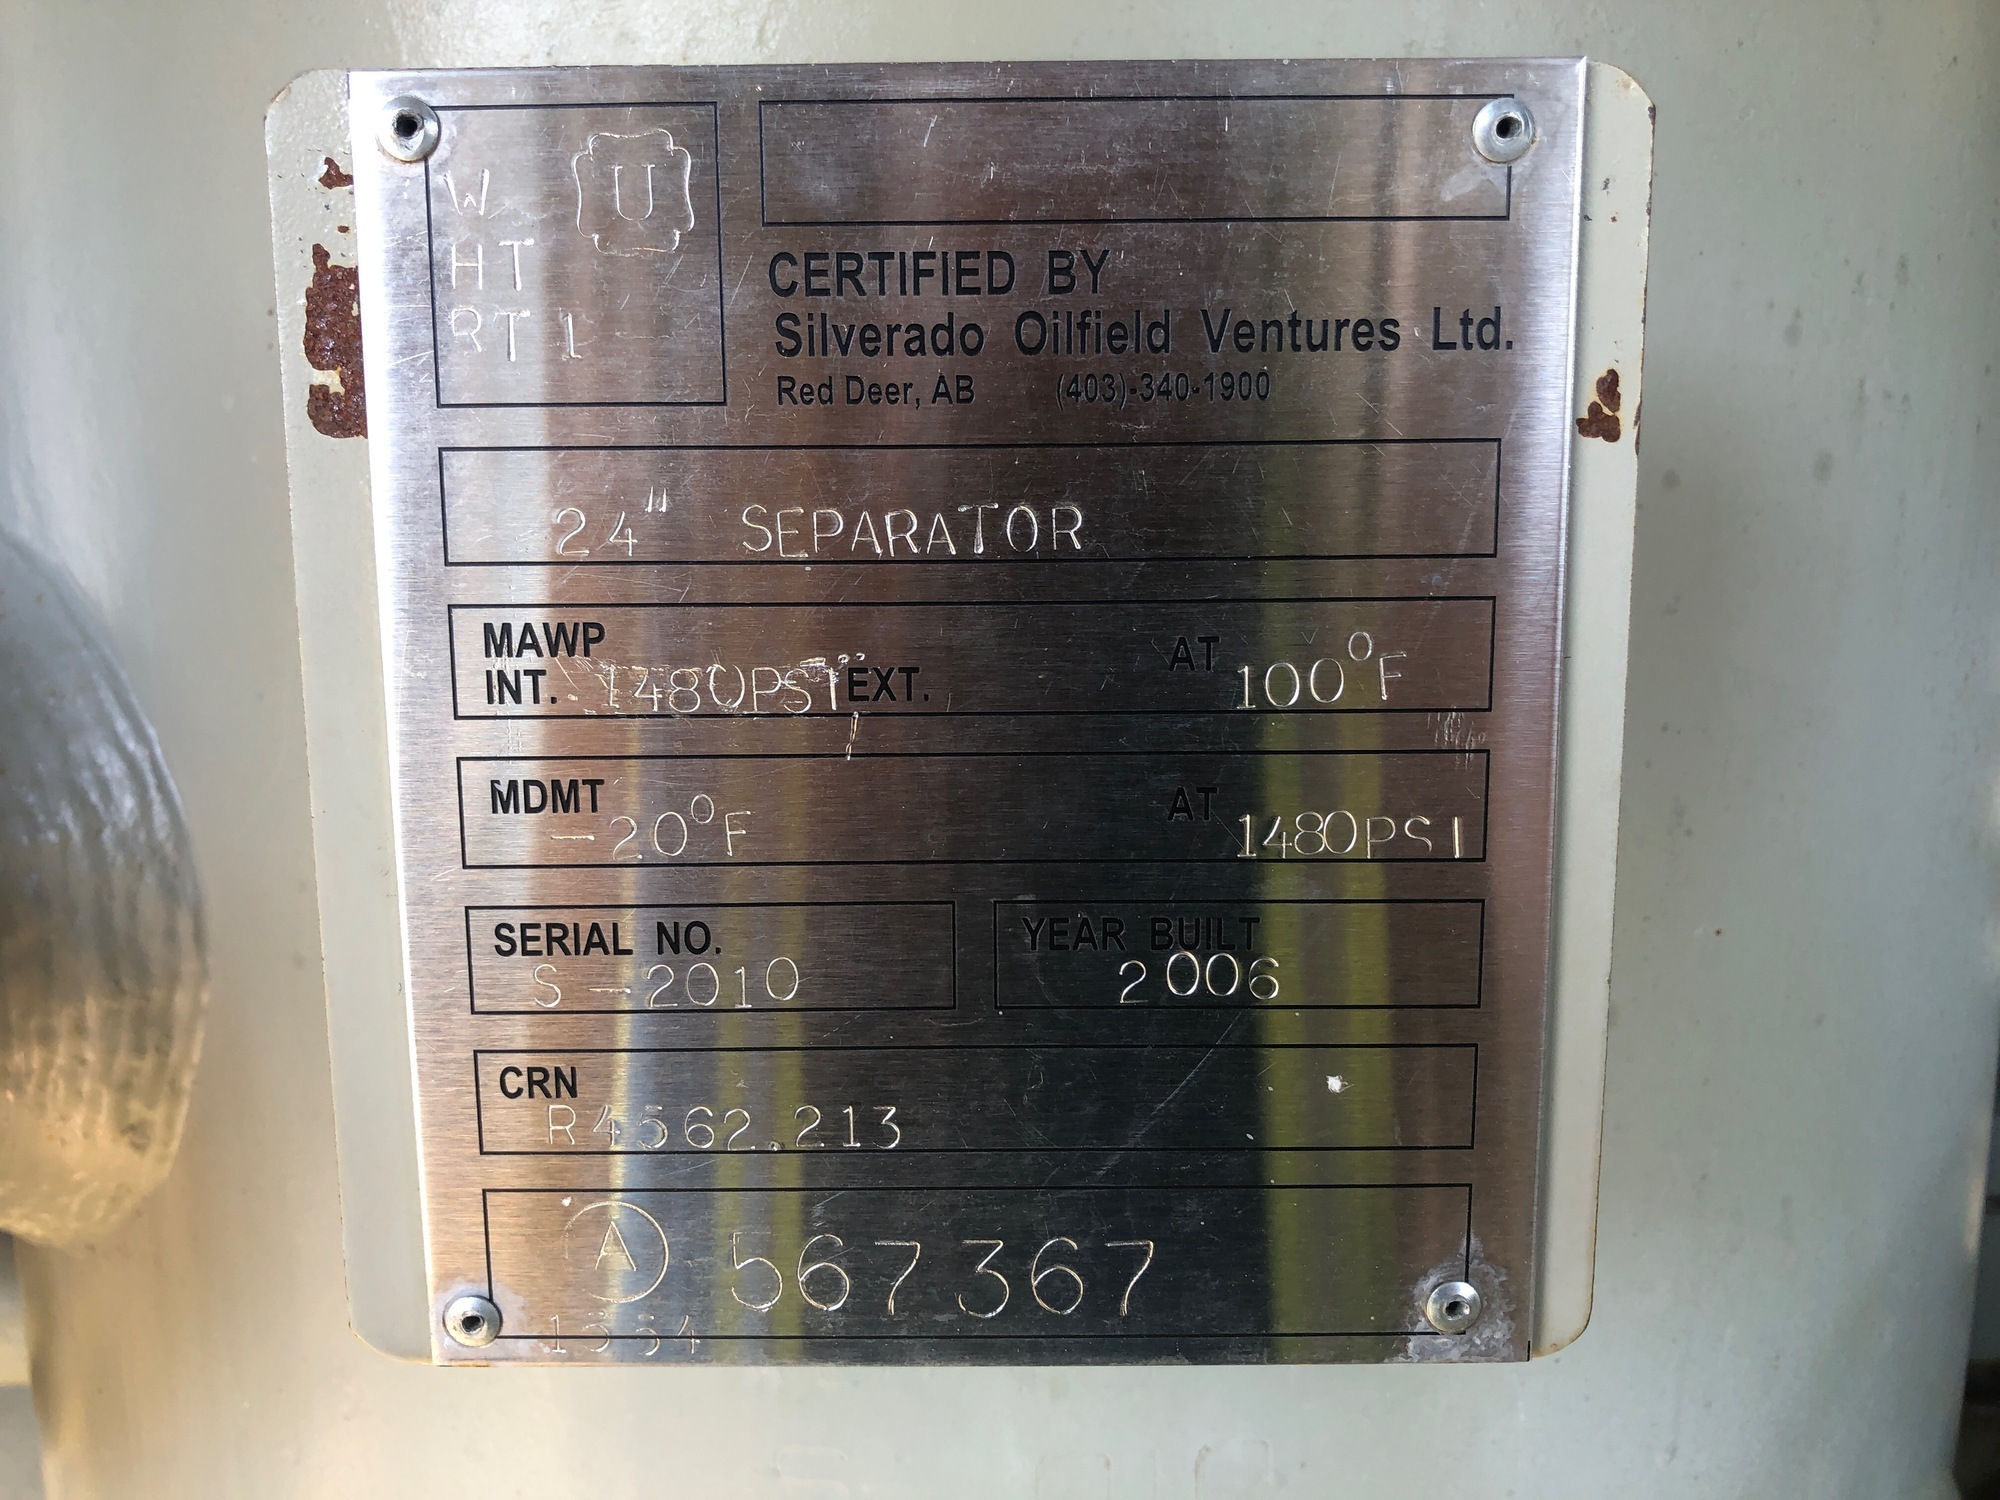 W
U
HT
RT 1
CERTIFIED BY
Silverado Oilfield Ventures Ltd.
Red Deer, AB (403)-340-1900
24" SEPARATOR
MAWP
INT. 1480PSI EXT. AT 100°F
MDMT -20°F AT 1480PSI
SERIAL NO. S-2010
YEAR BUILT 2006
CRN
R4562.213
A 567367
1354